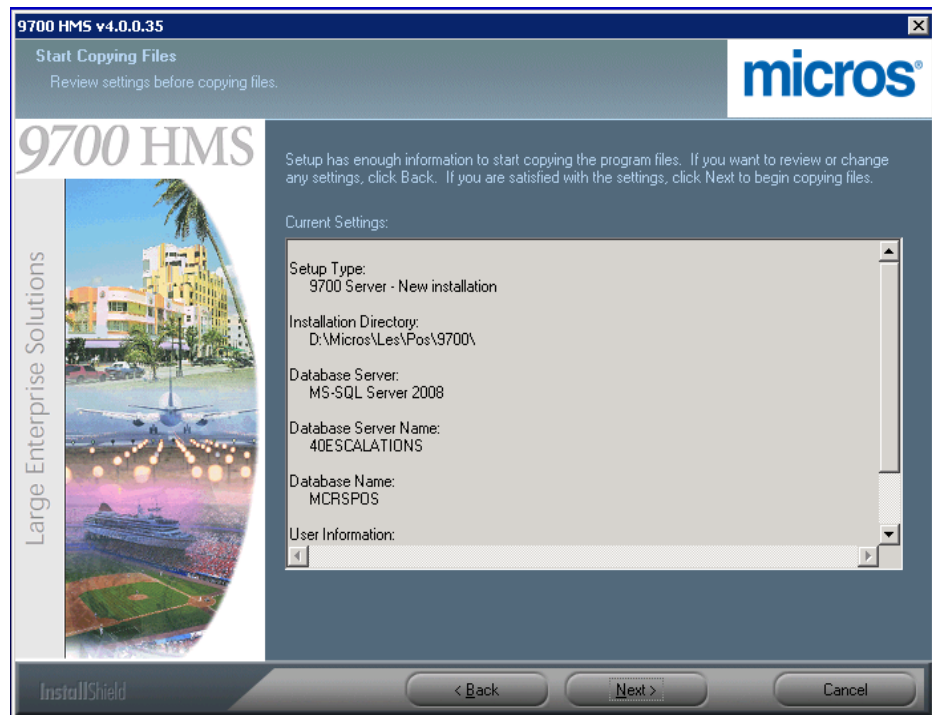 9700 HMS v4.0.0.35
Start Copying Files
Review settings before copying files.
micros®
9700 HMS
Large Enterprise Solutions
Setup has enough information to start copying the program files. If you want to review or change
any settings, click Back. If you are satisfied with the settings, click Next to begin copying files.
Current Settings:
Setup Type:
9700 Server - New installation
Installation Directory:
D:\Micros\Les\Pos\9700\
Database Server:
MS-SQL Server 2008
Database Server Name:
40ESCALATIONS
Database Name:
MCRSPOS
User Information:
InstallShield
< Back
Next >
Cancel